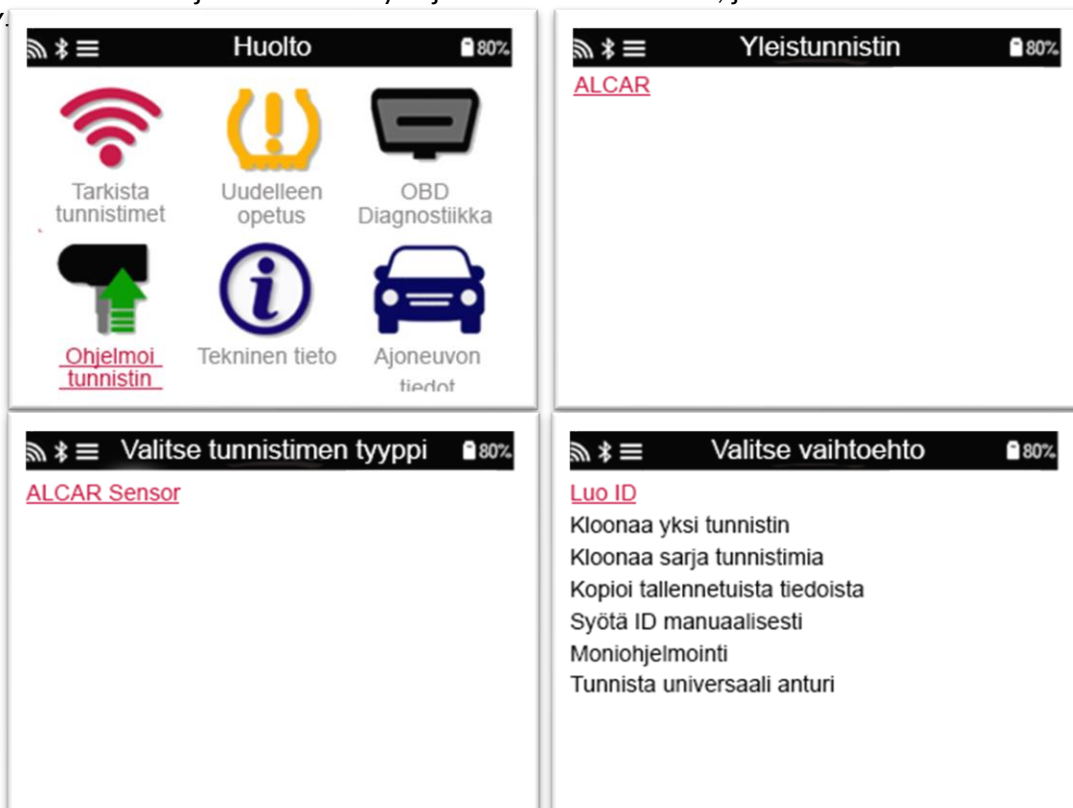 Huolto
80%
Tarkista
tunnistimet
Uudelleen
opetus
OBD
Diagnostiikka
Ohjelmoi
tunnistin
Tekninen tieto
Ajoneuvon
tiedot
Yleistunnistin
80%
ALCAR
Valitse tunnistimen tyyppi
80%
ALCAR Sensor
Valitse vaihtoehto
80%
Luo ID
Kloonaa yksi tunnistin
Kloonaa sarja tunnistimia
Kopioi tallennetuista tiedoista
Syötä ID manuaalisesti
Moniohjelmointi
Tunnista universaali anturi